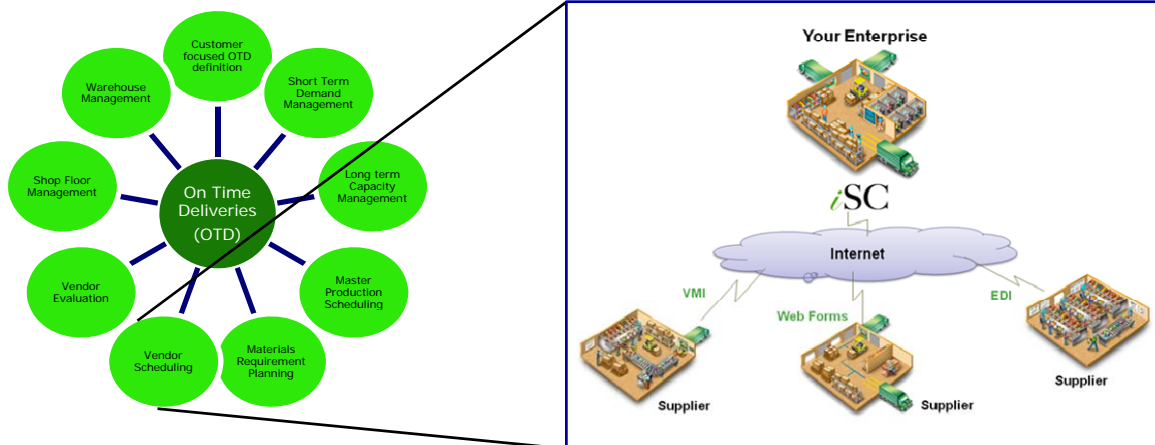 Customer
focused OTD
definition
Short Term
Demand
Management
Long term
Capacity
Management
Master
Production
Scheduling
Materials
Requirement
Planning
Vendor
Scheduling
Vendor
Evaluation
Shop Floor
Management
Warehouse
Management
On Time
Deliveries
(OTD)
Your Enterprise
iSC
Internet
VMI
Web Forms
EDI
Supplier
Supplier
Supplier